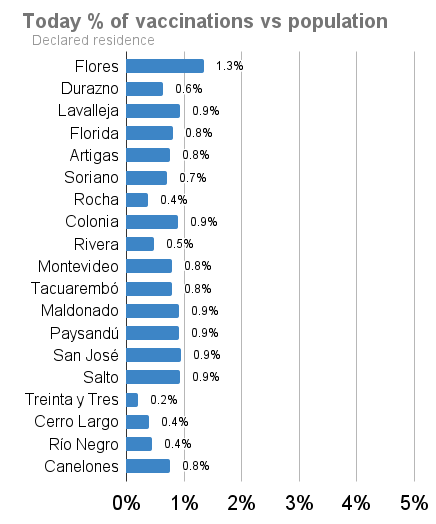 Today % of vaccinations vs population
Declared residence
Flores 1.3%
Durazno 0.6%
Lavalleja 0.9%
Florida 0.8%
Artigas 0.8%
Soriano 0.7%
Rocha 0.4%
Colonia 0.9%
Rivera 0.5%
Montevideo 0.8%
Tacuarembó 0.8%
Maldonado 0.9%
Paysandú 0.9%
San José 0.9%
Salto 0.9%
Treinta y Tres 0.2%
Cerro Largo 0.4%
Río Negro 0.4%
Canelones 0.8%
0% 1% 2% 3% 4% 5%